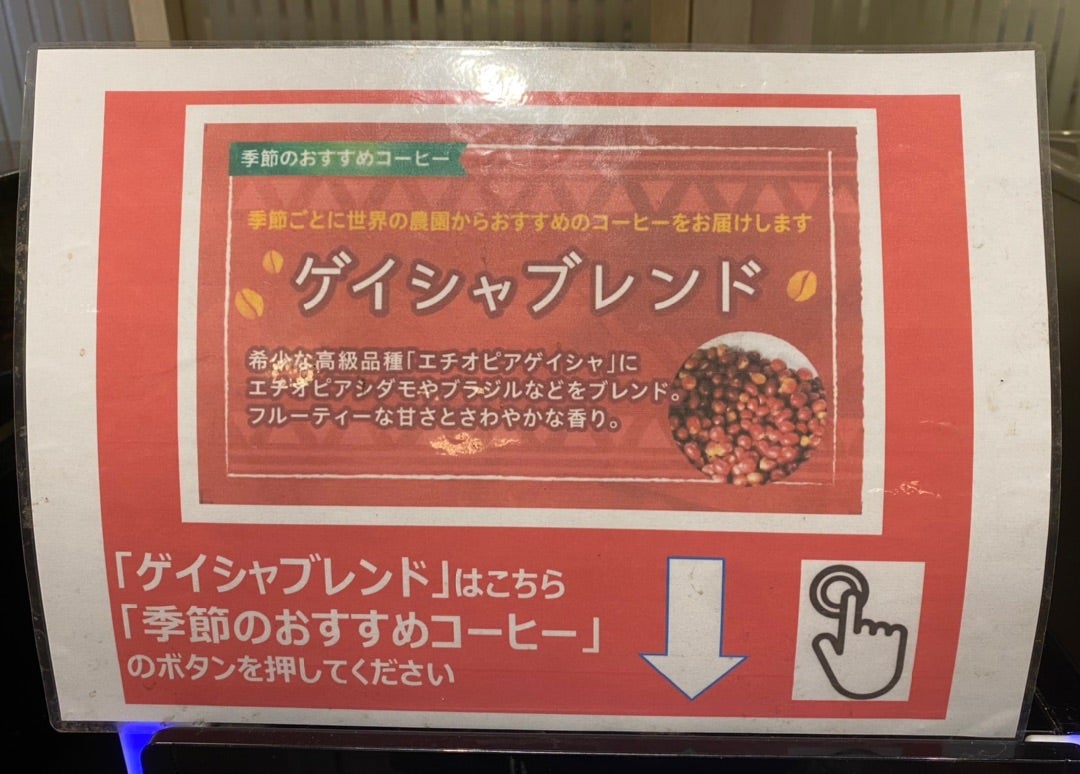 季節のおすすめコーヒー
季節ごとに世界の農園からおすすめのコーヒーをお届けします
ゲイシャブレンド
希少な高級品種「エチオピアゲイシャ」に
エチオピアシダモやブラジルなどをブレンド。
フルーティーな甘さとさわやかな香り。
「ゲイシャブレンド」はこちら
「季節のおすすめコーヒー」
のボタンを押してください